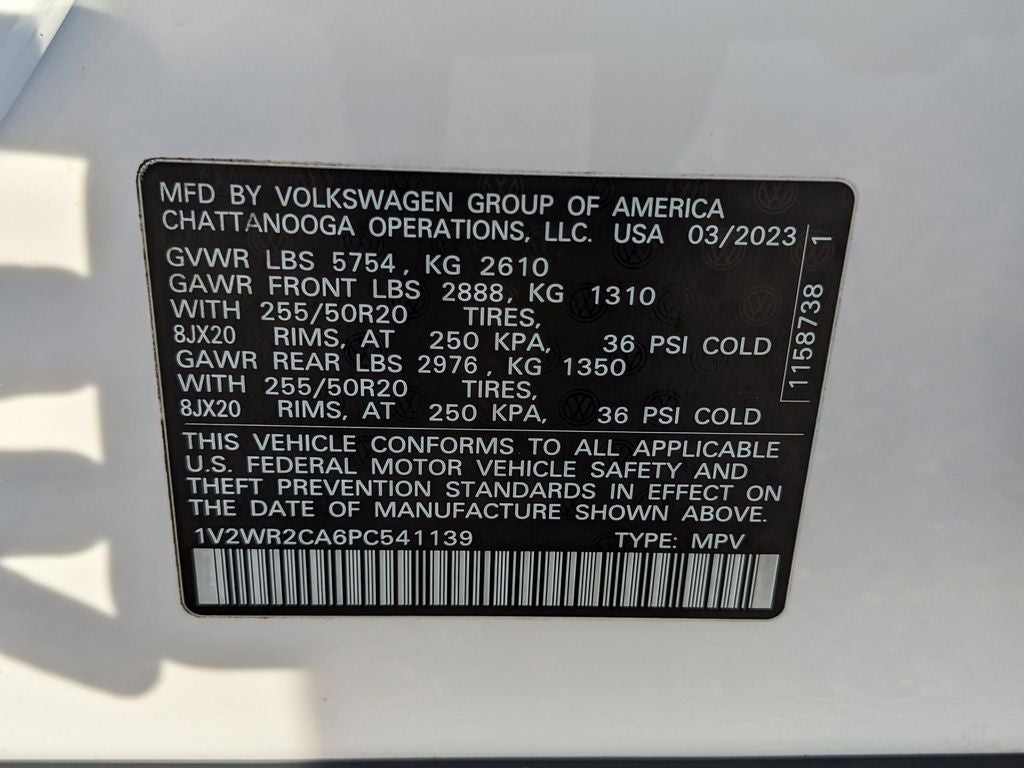 MFD BY VOLKSWAGEN GROUP OF AMERICA
CHATTANOOGA OPERATIONS, LLC. USA 03/2023
GVWR LBS 5754, KG 2610
GAWR FRONT LBS 2888, KG 1310
WITH 255/50R20 TIRES,
8JX20 RIMS, AT 250 KPA, 36 PSI COLD
GAWR REAR LBS 2976, KG 1350
WITH 255/50R20 TIRES,
8JX20 RIMS, AT 250 KPA, 36 PSI COLD
THIS VEHICLE CONFORMS TO ALL APPLICABLE
U.S. FEDERAL MOTOR VEHICLE SAFETY AND
THEFT PREVENTION STANDARDS IN EFFECT ON
THE DATE OF MANUFACTURE SHOWN ABOVE.
1V2WR2CA6PC541139 TYPE: MPV
1158738 1